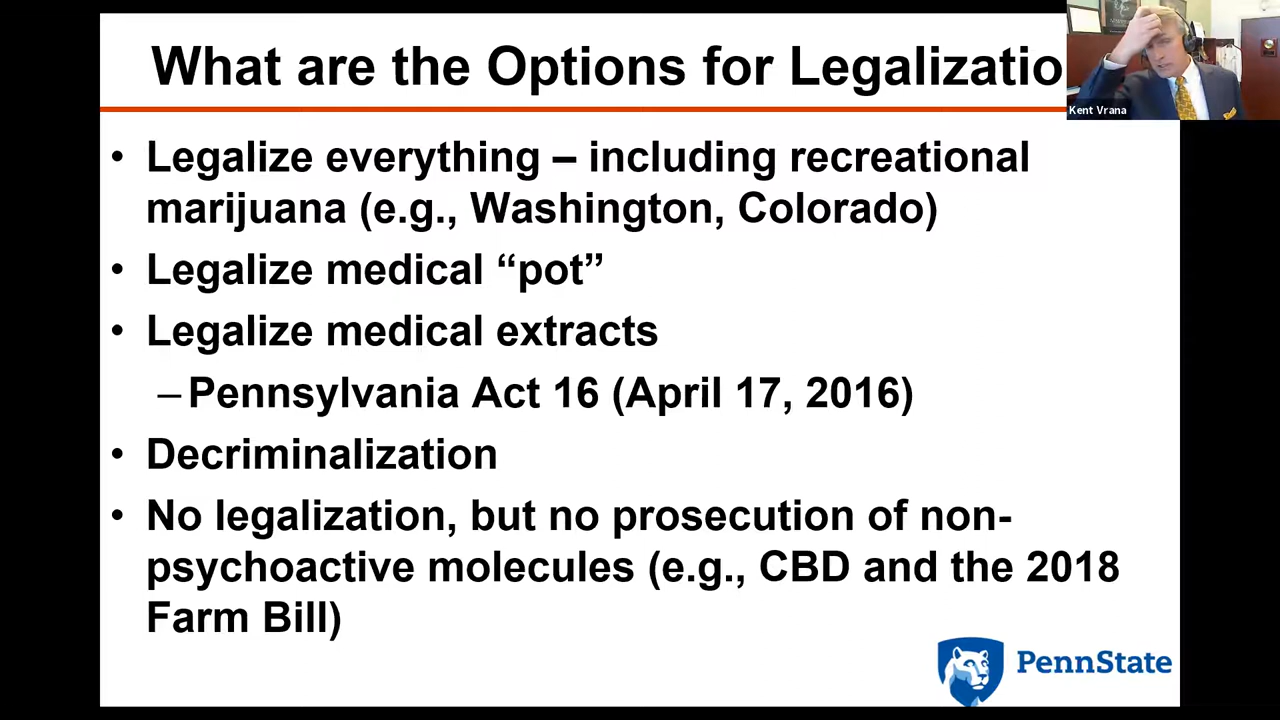 What are the Options for Legalizatio
Kent Vrana
• Legalize everything – including recreational
marijuana (e.g., Washington, Colorado)
• Legalize medical “pot”
• Legalize medical extracts
– Pennsylvania Act 16 (April 17, 2016)
• Decriminalization
• No legalization, but no prosecution of non-
psychoactive molecules (e.g., CBD and the 2018
Farm Bill)
PennState